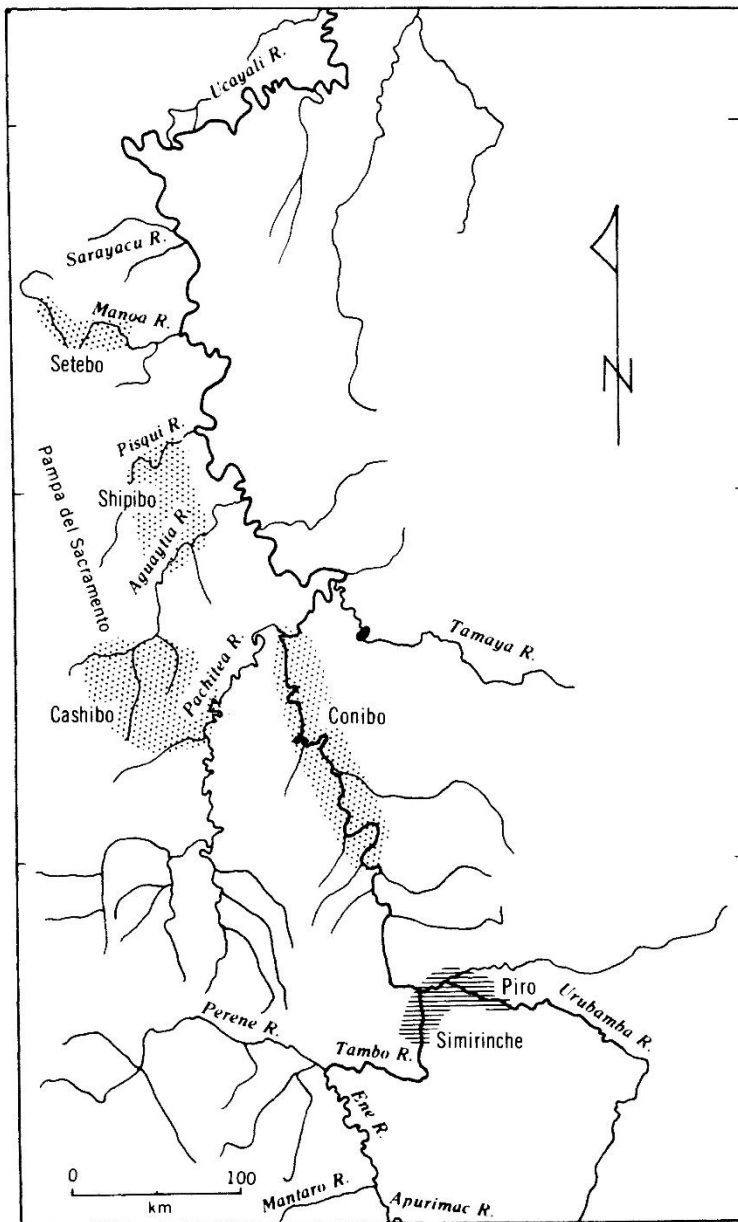 Ucayali R.
Sarayacu R.
Manoa R.
Setebo
N
Pisqui R.
Shipibo
Pampa del Sacramento
Aguaytia R.
Tamaya R.
Pachitea R.
Cashibo
Conibo
Piro
Urubamba R.
Simirinche
Perene R.
Tambo R.
Ene R.
0 100
km
Mantaro R.
Apurimac R.